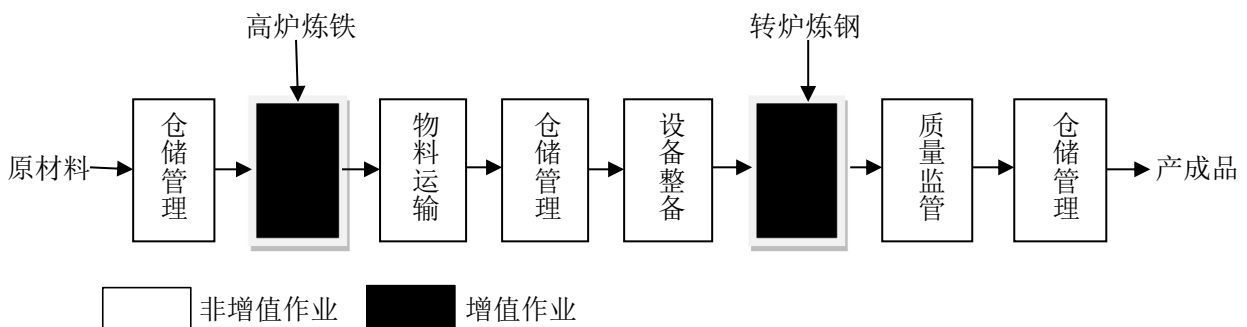 高炉炼铁
转炉炼钢
原材料
仓储管理
物料运输
仓储管理
设备整备
质量监管
仓储管理
产成品
非增值作业
增值作业